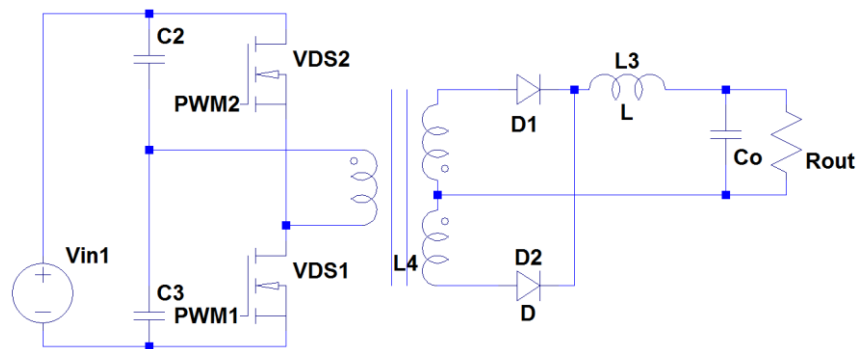 C2
VDS2
PWM2
L3
D1
L
Co
Rout
Vin1
C3
VDS1
PWM1
L4
D2
D